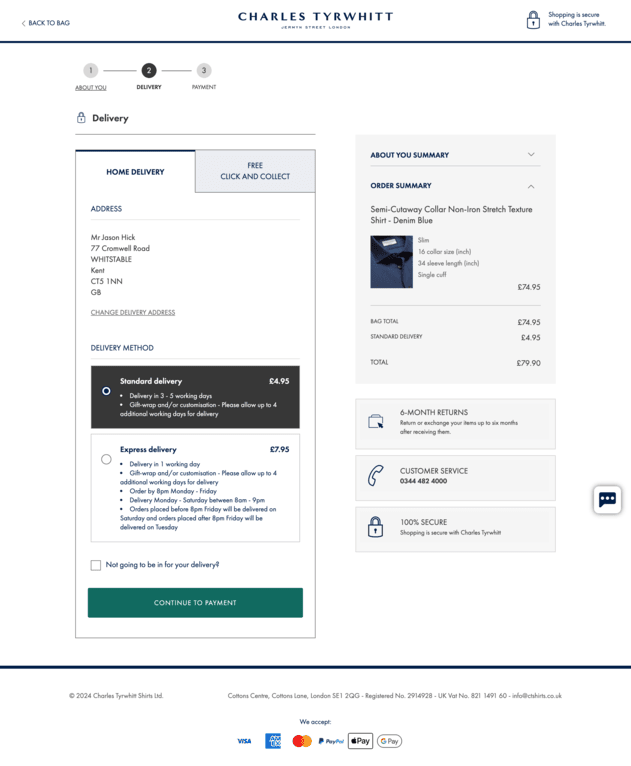 BACK TO BAG
CHARLES TYRWHITT
JERMYN STREET LONDON
Shopping is secure
with Charles Tyrwhitt.
1
2
3
ABOUT YOU
DELIVERY
PAYMENT
Delivery
HOME DELIVERY
FREE
CLICK AND COLLECT
ADDRESS
Mr Jason Hick
77 Cromwell Road
WHITSTABLE
Kent
CT5 1NN
GB
CHANGE DELIVERY ADDRESS
DELIVERY METHOD
Standard delivery £4.95
• Delivery in 3 - 5 working days
• Gift-wrap and/or customisation - Please allow up to 4
additional working days for delivery
Express delivery £7.95
• Delivery in 1 working day
• Gift-wrap and/or customisation - Please allow up to 4
additional working days for delivery
• Order by 8pm Monday - Friday
• Delivery Monday - Saturday between 8am - 9pm
• Orders placed before 8pm Friday will be delivered on
Saturday and orders placed after 8pm Friday will be
delivered on Tuesday
Not going to be in for your delivery?
CONTINUE TO PAYMENT
ABOUT YOU SUMMARY
ORDER SUMMARY
Semi-Cutaway Collar Non-Iron Stretch Texture
Shirt - Denim Blue
Slim
16 collar size (inch)
34 sleeve length (inch)
Single cuff
£74.95
BAG TOTAL £74.95
STANDARD DELIVERY £4.95
TOTAL £79.90
6-MONTH RETURNS
Return or exchange your items up to six months
after receiving them.
CUSTOMER SERVICE
0344 482 4000
100% SECURE
Shopping is secure with Charles Tyrwhitt
© 2024 Charles Tyrwhitt Shirts Ltd.
Cottons Centre, Cottons Lane, London SE1 2QG - Registered No. 2914928 - UK Vat No. 821 1491 60 - info@ctshirts.co.uk
We accept:
VISA
PayPal
Pay
G Pay